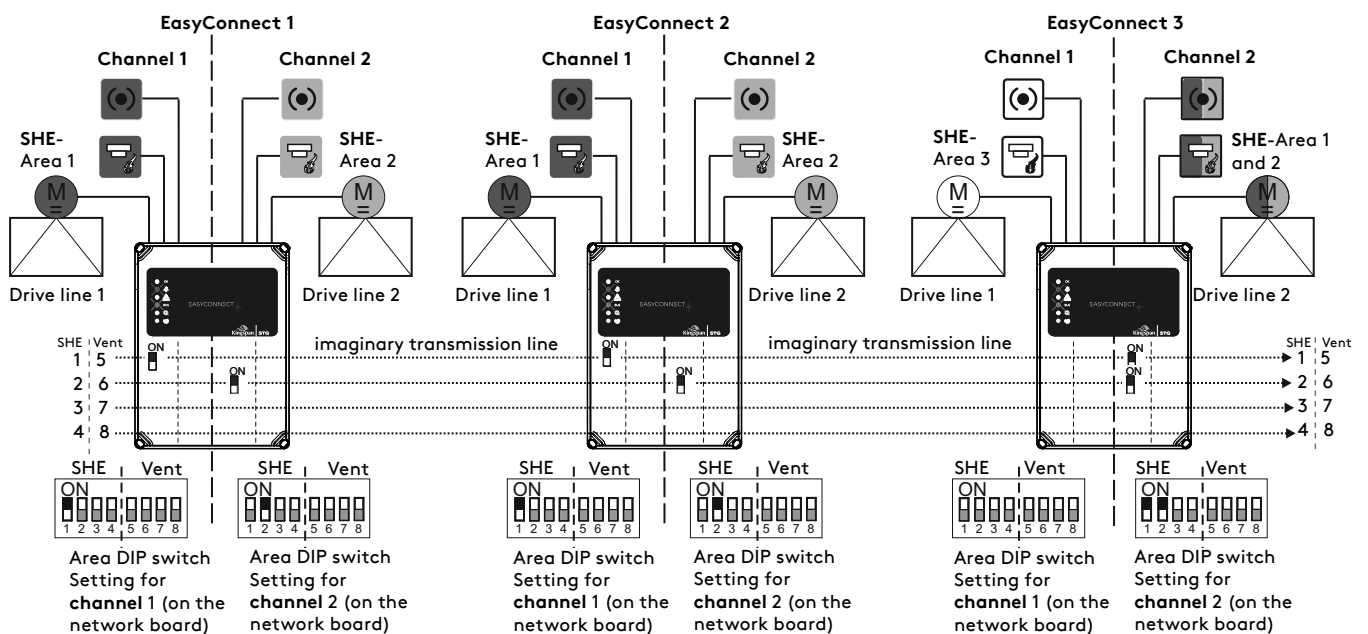 EasyConnect 1
EasyConnect 2
EasyConnect 3
Channel 1
Channel 2
Channel 1
Channel 2
Channel 1
Channel 2
SHE-
Area 1
SHE-
Area 2
SHE-
Area 1
SHE-
Area 2
SHE-
Area 3
SHE-Area 1
and 2
M
M
M
M
M
M
Drive line 1
Drive line 2
Drive line 1
Drive line 2
Drive line 1
Drive line 2
EASYCONNECT
Kingspan STG
EASYCONNECT
Kingspan STG
EASYCONNECT
Kingspan STG
SHE Vent
1 5
2 6
3 7
4 8
ON
ON
imaginary transmission line
ON
ON
imaginary transmission line
ON
ON
SHE Vent
1 5
2 6
3 7
4 8
SHE Vent
ON
1 2 3 4 5 6 7 8
Area DIP switch
Setting for
channel 1 (on the
network board)
SHE Vent
ON
1 2 3 4 5 6 7 8
Area DIP switch
Setting for
channel 2 (on the
network board)
SHE Vent
ON
1 2 3 4 5 6 7 8
Area DIP switch
Setting for
channel 1 (on the
network board)
SHE Vent
ON
1 2 3 4 5 6 7 8
Area DIP switch
Setting for
channel 2 (on the
network board)
SHE Vent
ON
1 2 3 4 5 6 7 8
Area DIP switch
Setting for
channel 1 (on the
network board)
SHE Vent
ON
1 2 3 4 5 6 7 8
Area DIP switch
Setting for
channel 2 (on the
network board)